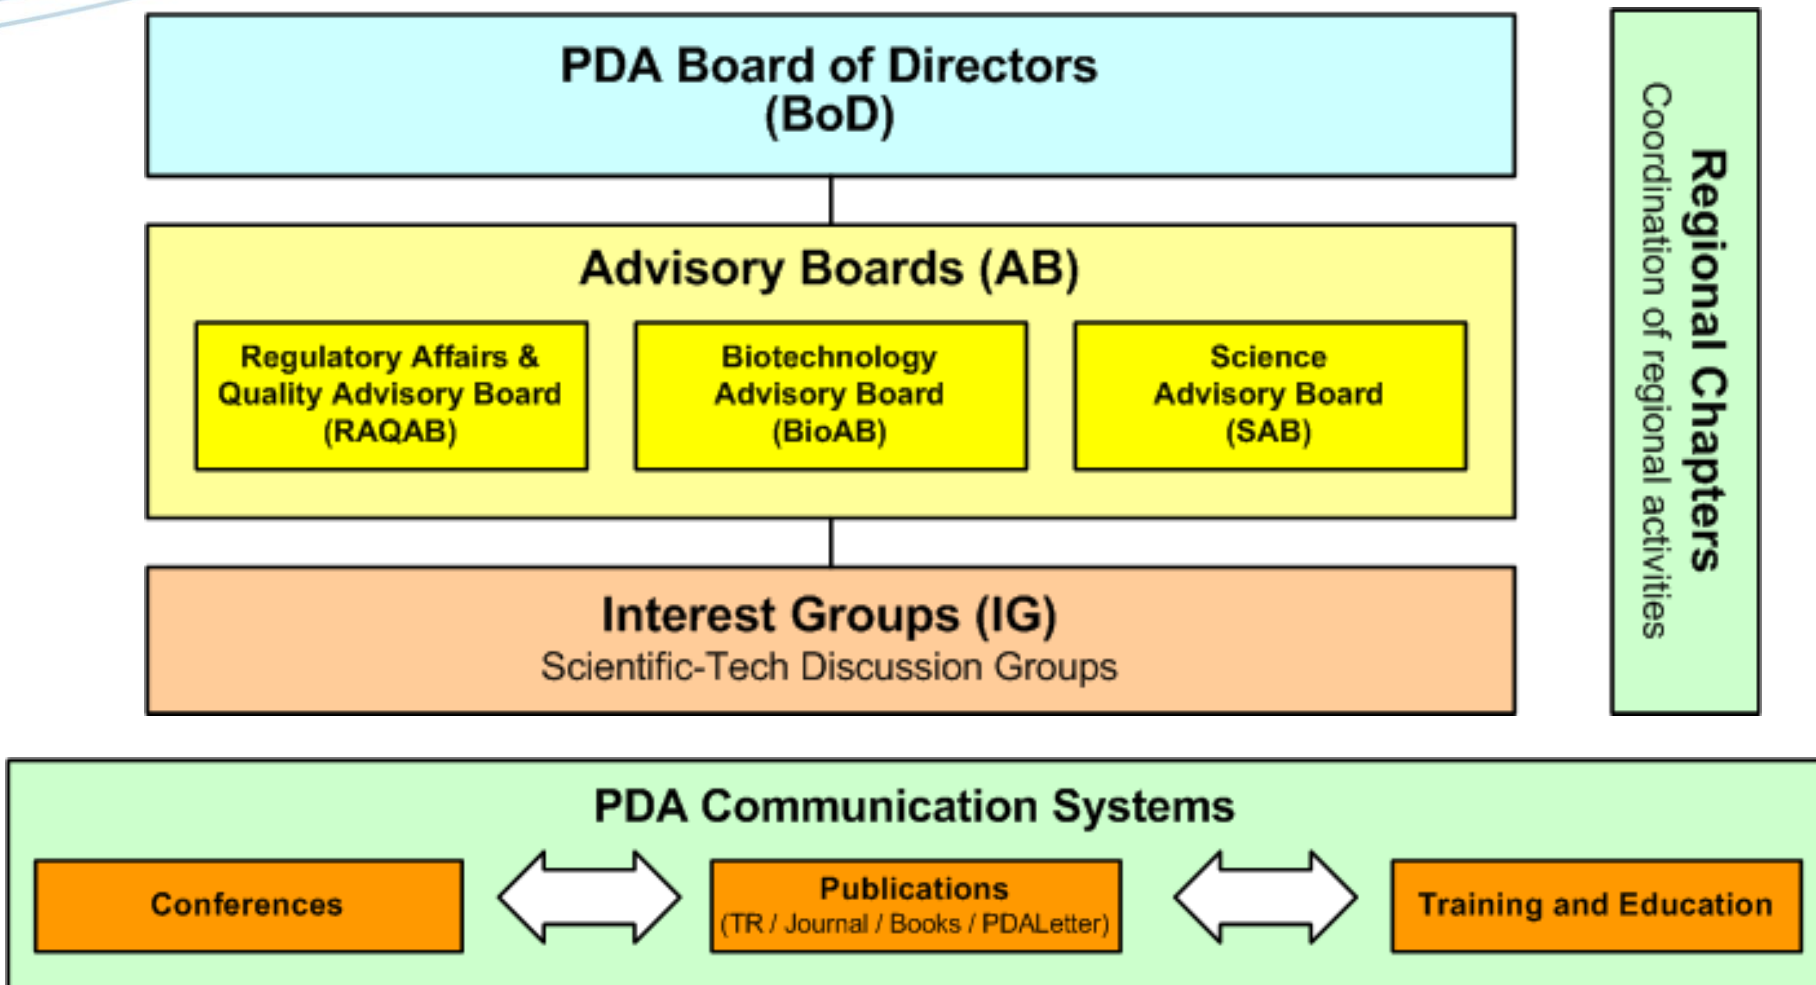 PDA Board of Directors
(BoD)
Advisory Boards (AB)
Regulatory Affairs &
Quality Advisory Board
(RAQAB)
Biotechnology
Advisory Board
(BioAB)
Science
Advisory Board
(SAB)
Interest Groups (IG)
Scientific-Tech Discussion Groups
Regional Chapters
Coordination of regional activities
PDA Communication Systems
Conferences
Publications
(TR / Journal / Books / PDALetter)
Training and Education